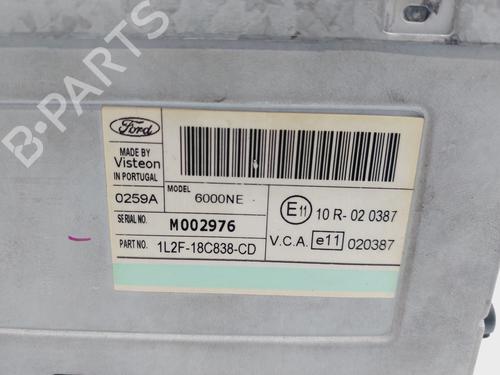 B-PARTS
Ford
MADE BY
Visteon
IN PORTUGAL
0259A
MODEL
6000NE
SERIAL NO.
M002976
PART NO.
1L2F-18C838-CD
E11 10 R- 02 0387
V.C.A. e11 020387